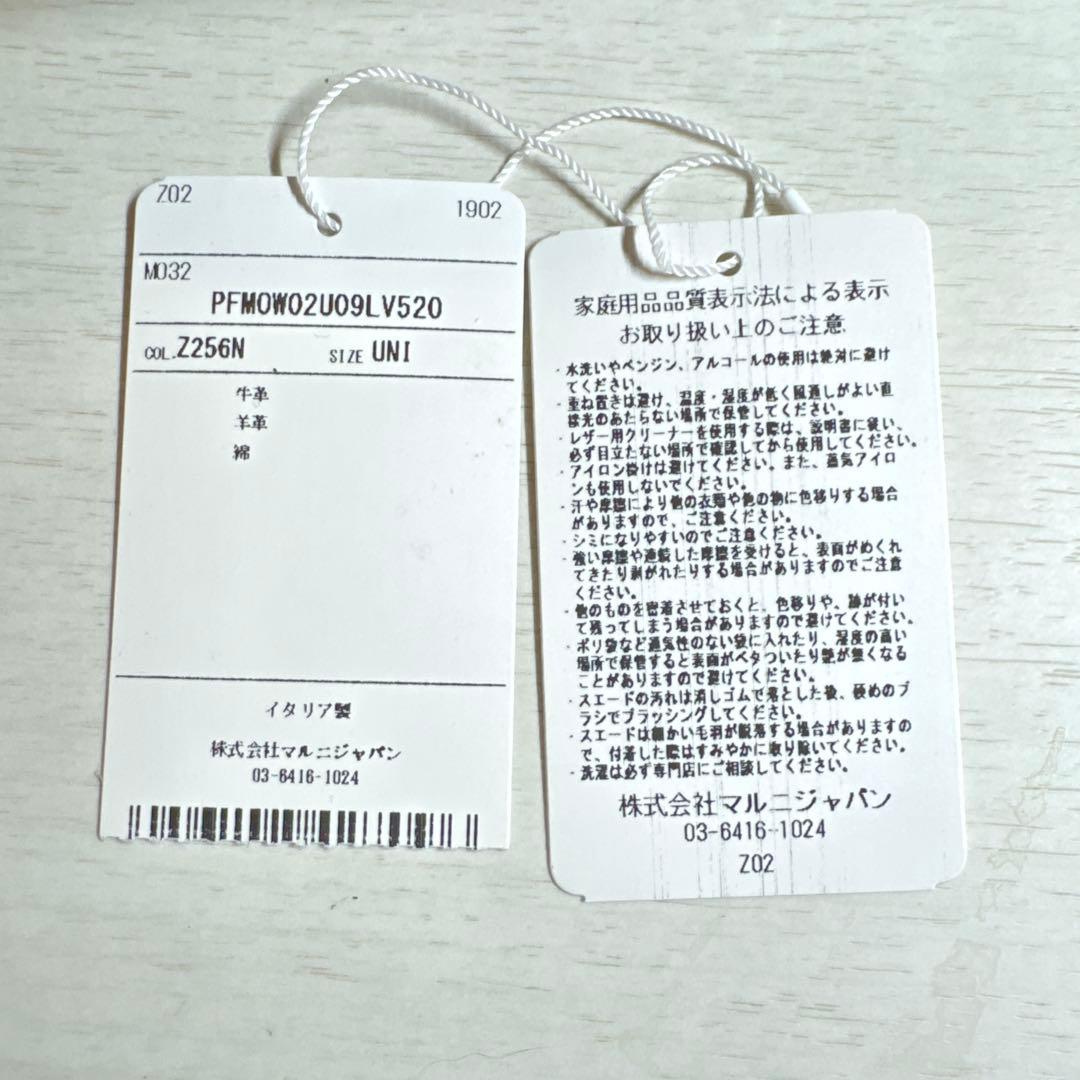 Z02
1902
M032
PFMOW02U09LV520
COL.Z256N SIZE UNI
牛革
羊革
綿
イタリア製
株式会社マルニジャパン
03-6416-1024
家庭用品品質表示法による表示
お取り扱い上のご注意
・水洗いやベンジン、アルコールの使用は絶対に避け
てください。
・重ね置きは避け、温度・湿度が低く風通しがよい直
採光のあたらない場所で保管してください。
・レザー用クリーナーを使用する際は、説明書に従い、
必ず目立たない場所で確認してから使用してください。
・アイロン掛けは避けてください。また、蒸気アイロ
ンも使用しないでください。
・汗や摩擦により他の衣類や他の物に色移りする場合
がありますので、ご注意ください。
・シミになりやすいのでご注意ください。
・強い摩擦や連続した摩擦を受けると、表面がめくれ
てきたり剥がれたりする場合がありますのでご注意
ください。
・他のものを密着させておくと、色移りや、跡が付い
て残ってしまう場合がありますので避けてください。
・ポリ袋など通気性のない袋に入れたり、湿度の高い
場所で保管すると表面がベタついたり艶が無くなる
ことがありますので避けてください。
・スエードの汚れは消しゴムで落とした後、硬めのブ
ラシでブラッシングしてください。
・スエードは細かい毛羽が脱落する場合がありますの
で、付着した際はすみやかに取り除いてください。
・洗濯は必ず専門店にご相談してください。
株式会社マルニジャパン
03-6416-1024
Z02